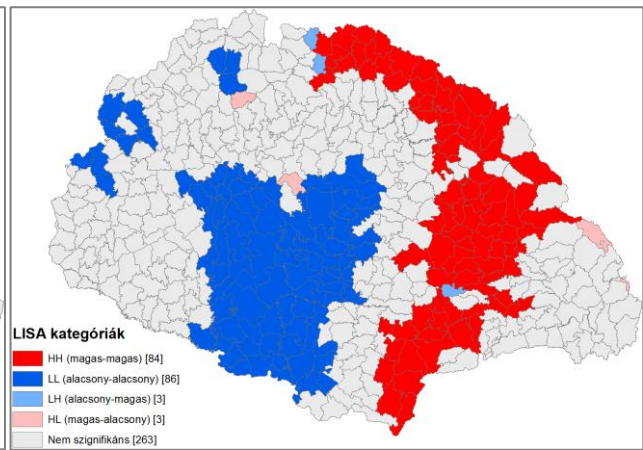 LISA kategóriák
HH (magas-magas) [84]
LL (alacsony-alacsony) [86]
LH (alacsony-magas) [3]
HL (magas-alacsony) [3]
Nem szignifikáns [263]